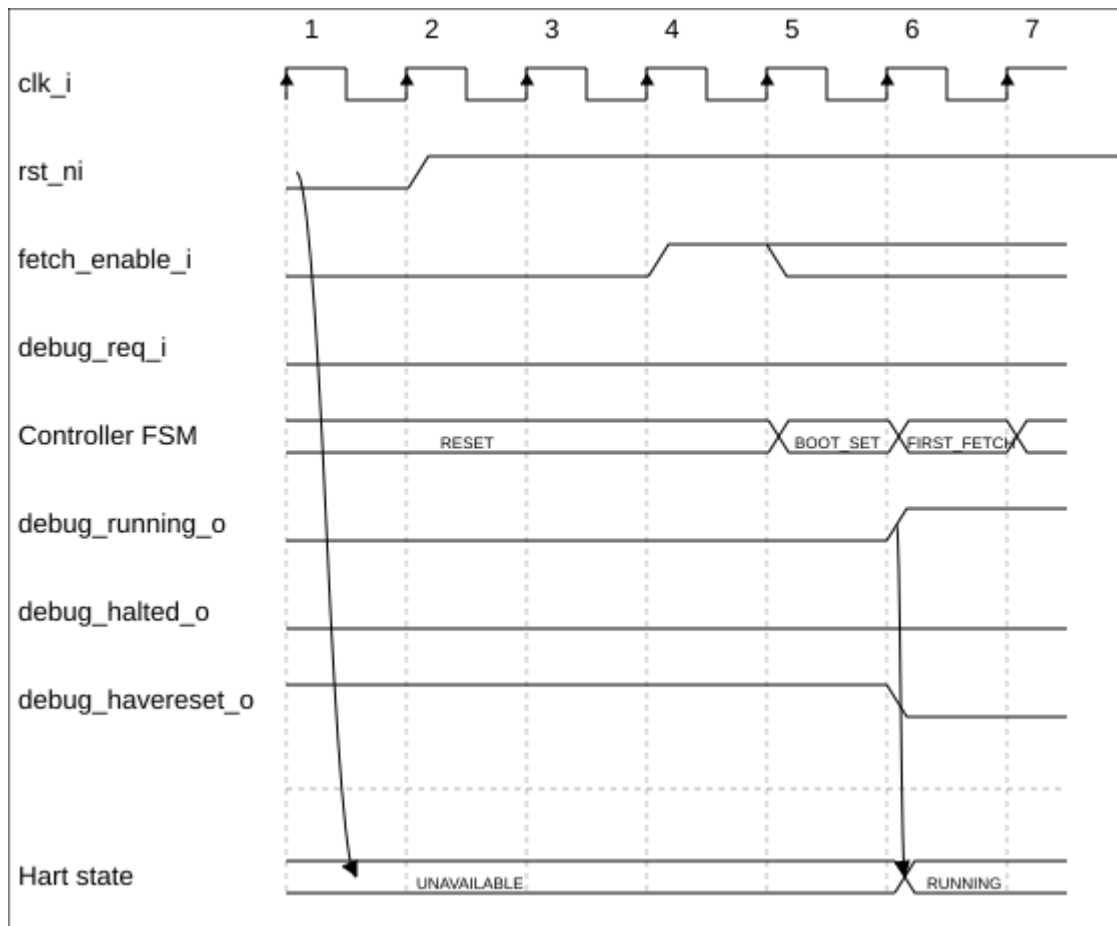 1 2 3 4 5 6 7
clk_i
rst_ni
fetch_enable_i
debug_req_i
Controller FSM RESET BOOT_SET FIRST_FETCH
debug_running_o
debug_halted_o
debug_havereset_o
Hart state UNAVAILABLE RUNNING